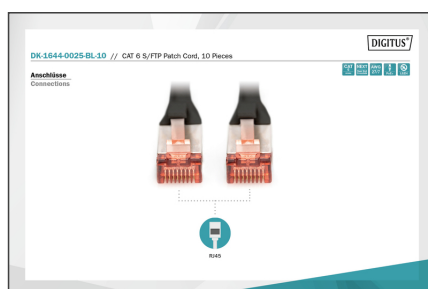 DIGITUS®
DK-1644-0025-BL-10 // CAT 6 S/FTP Patch Cord, 10 Pieces
Anschlüsse
Connections
RJ45